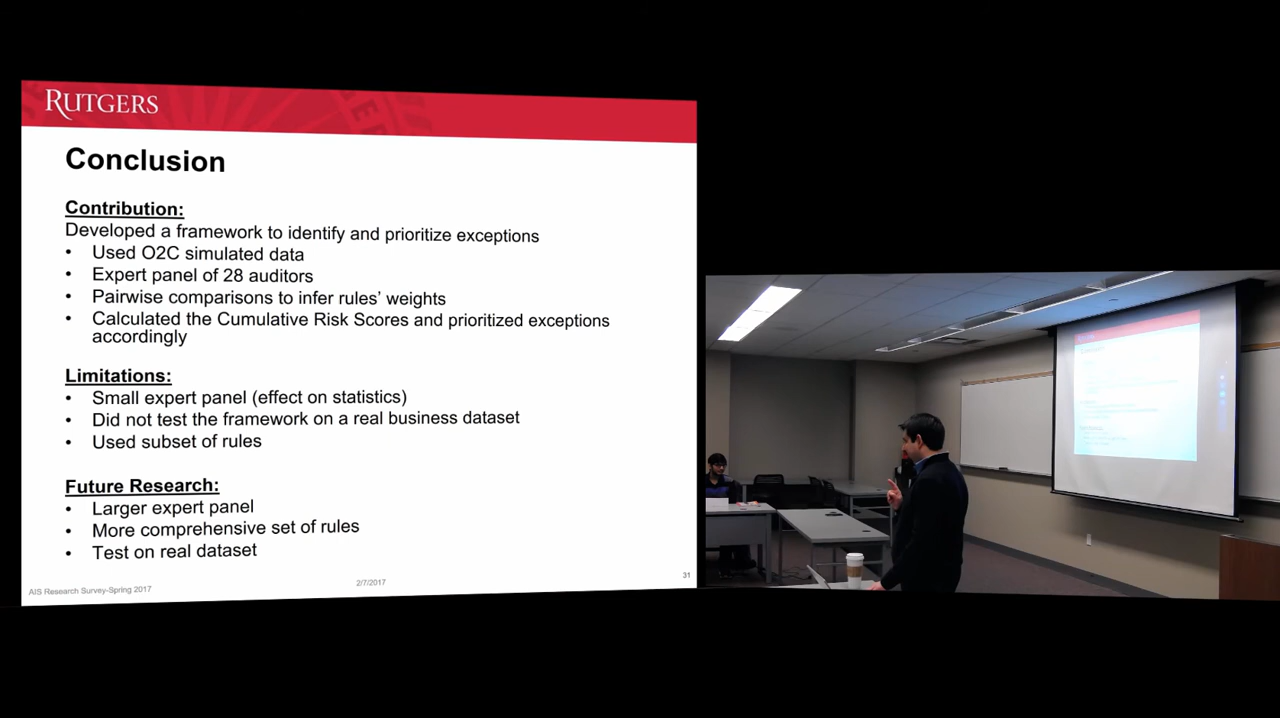 RUTGERS
Conclusion
Contribution:
Developed a framework to identify and prioritize exceptions
• Used O2C simulated data
• Expert panel of 28 auditors
• Pairwise comparisons to infer rules’ weights
• Calculated the Cumulative Risk Scores and prioritized exceptions
accordingly
Limitations:
• Small expert panel (effect on statistics)
• Did not test the framework on a real business dataset
• Used subset of rules
Future Research:
• Larger expert panel
• More comprehensive set of rules
• Test on real dataset
AIS Research Survey-Spring 2017
2/7/2017
31